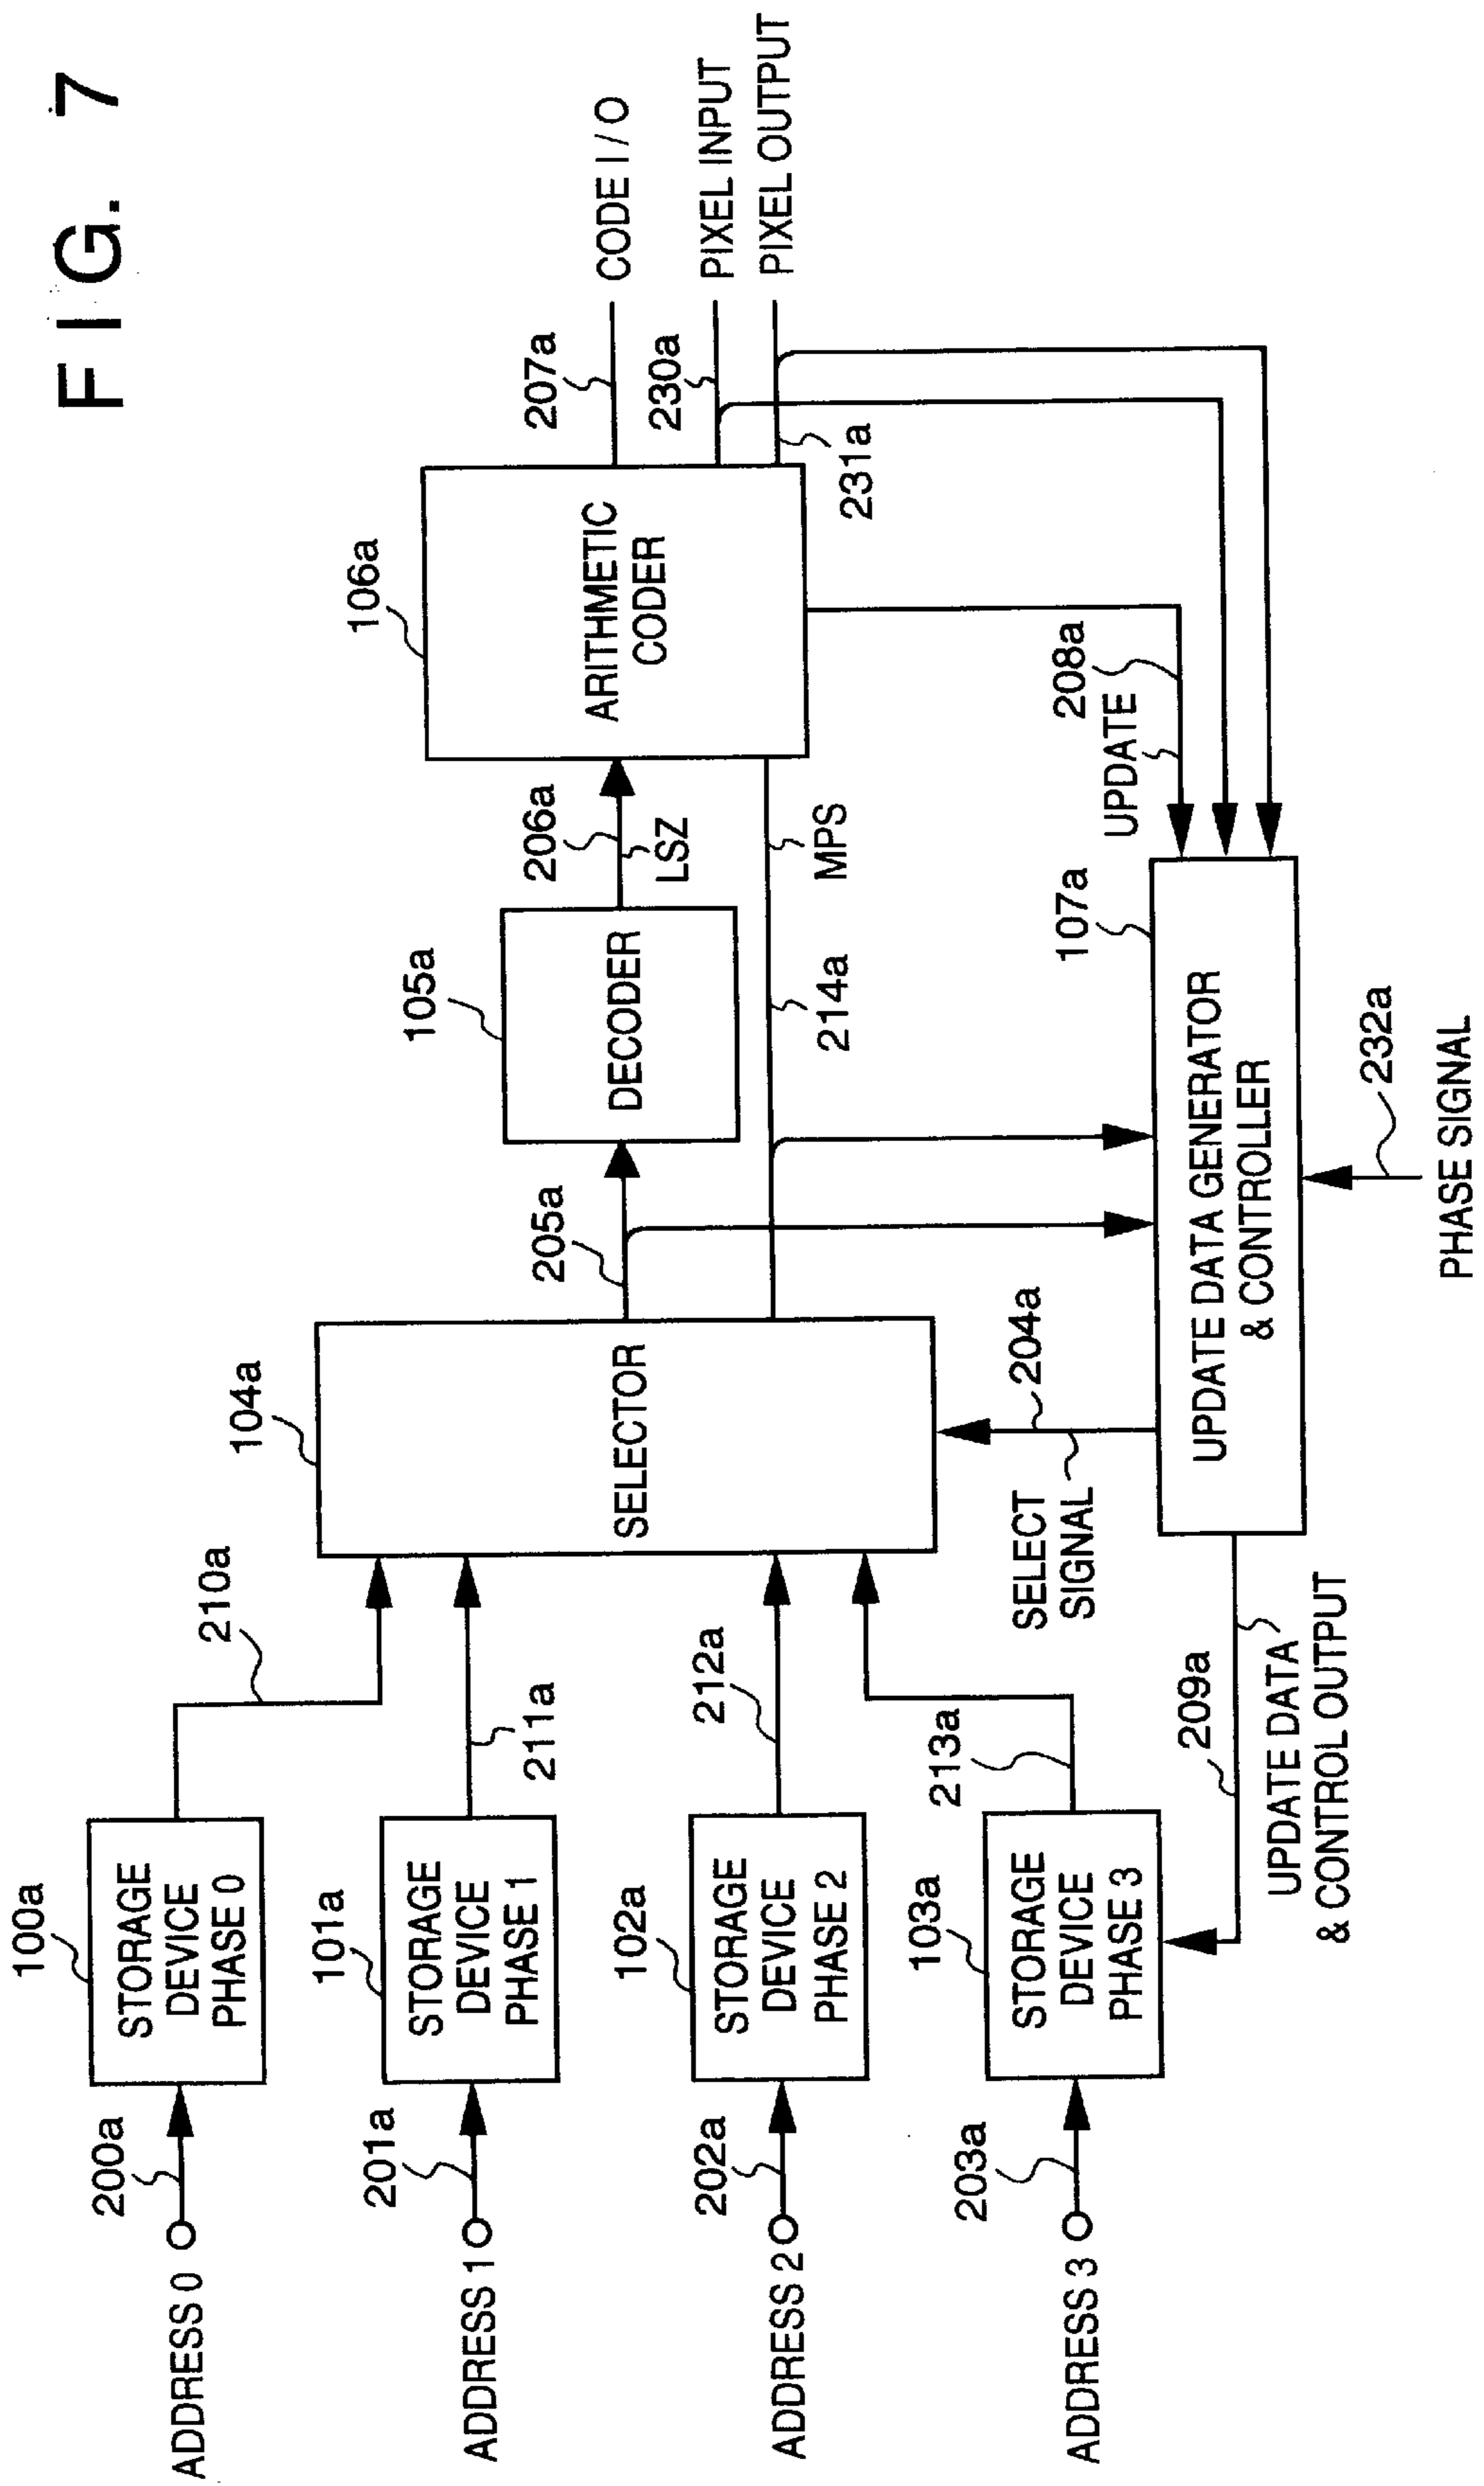 FIG. 7
100a
STORAGE
DEVICE
PHASE 0
200a
ADDRESS 0
210a
101a
STORAGE
DEVICE
PHASE 1
201a
ADDRESS 1
211a
102a
STORAGE
DEVICE
PHASE 2
202a
ADDRESS 2
212a
103a
STORAGE
DEVICE
PHASE 3
203a
ADDRESS 3
213a
104a
SELECTOR
SELECT
SIGNAL
204a
205a
105a
DECODER
206a
LSZ
214a
MPS
106a
ARITHMETIC
CODER
207a
CODE I / O
230a
PIXEL INPUT
PIXEL OUTPUT
231a
UPDATE
208a
107a
UPDATE DATA GENERATOR
& CONTROLLER
209a
UPDATE DATA
& CONTROL OUTPUT
232a
PHASE SIGNAL